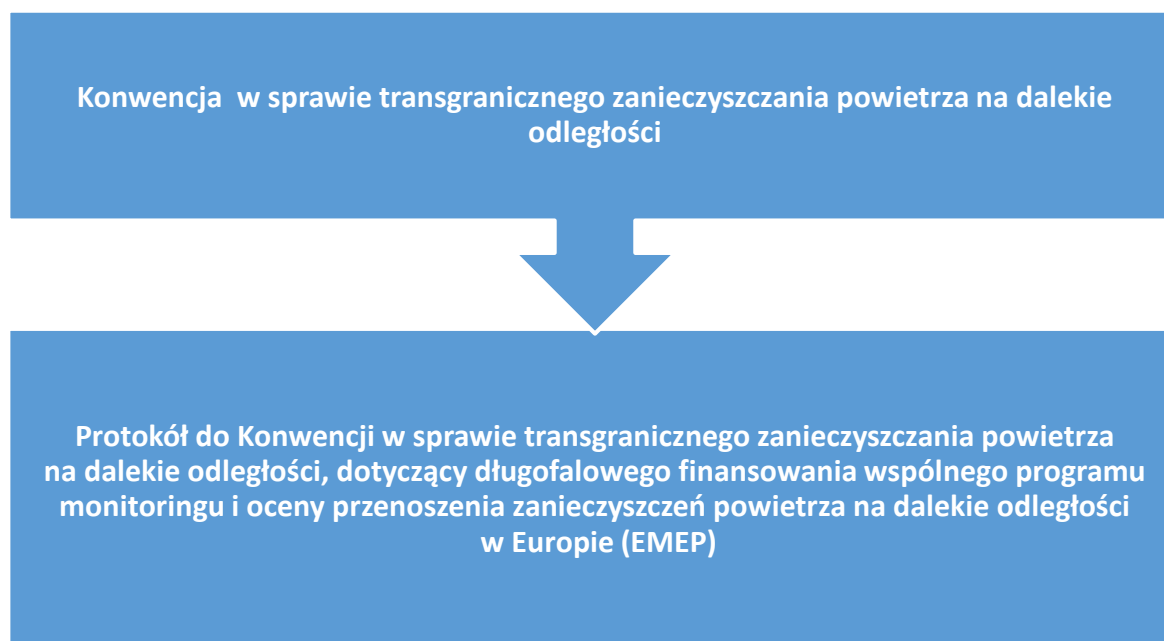 Konwencja  w sprawie transgranicznego zanieczyszczania powietrza na dalekie
odległości
Protokół do Konwencji w sprawie transgranicznego zanieczyszczania powietrza
na dalekie odległości, dotyczący długofalowego finansowania wspólnego programu
monitoringu i oceny przenoszenia zanieczyszczeń powietrza na dalekie odległości
w Europie (EMEP)